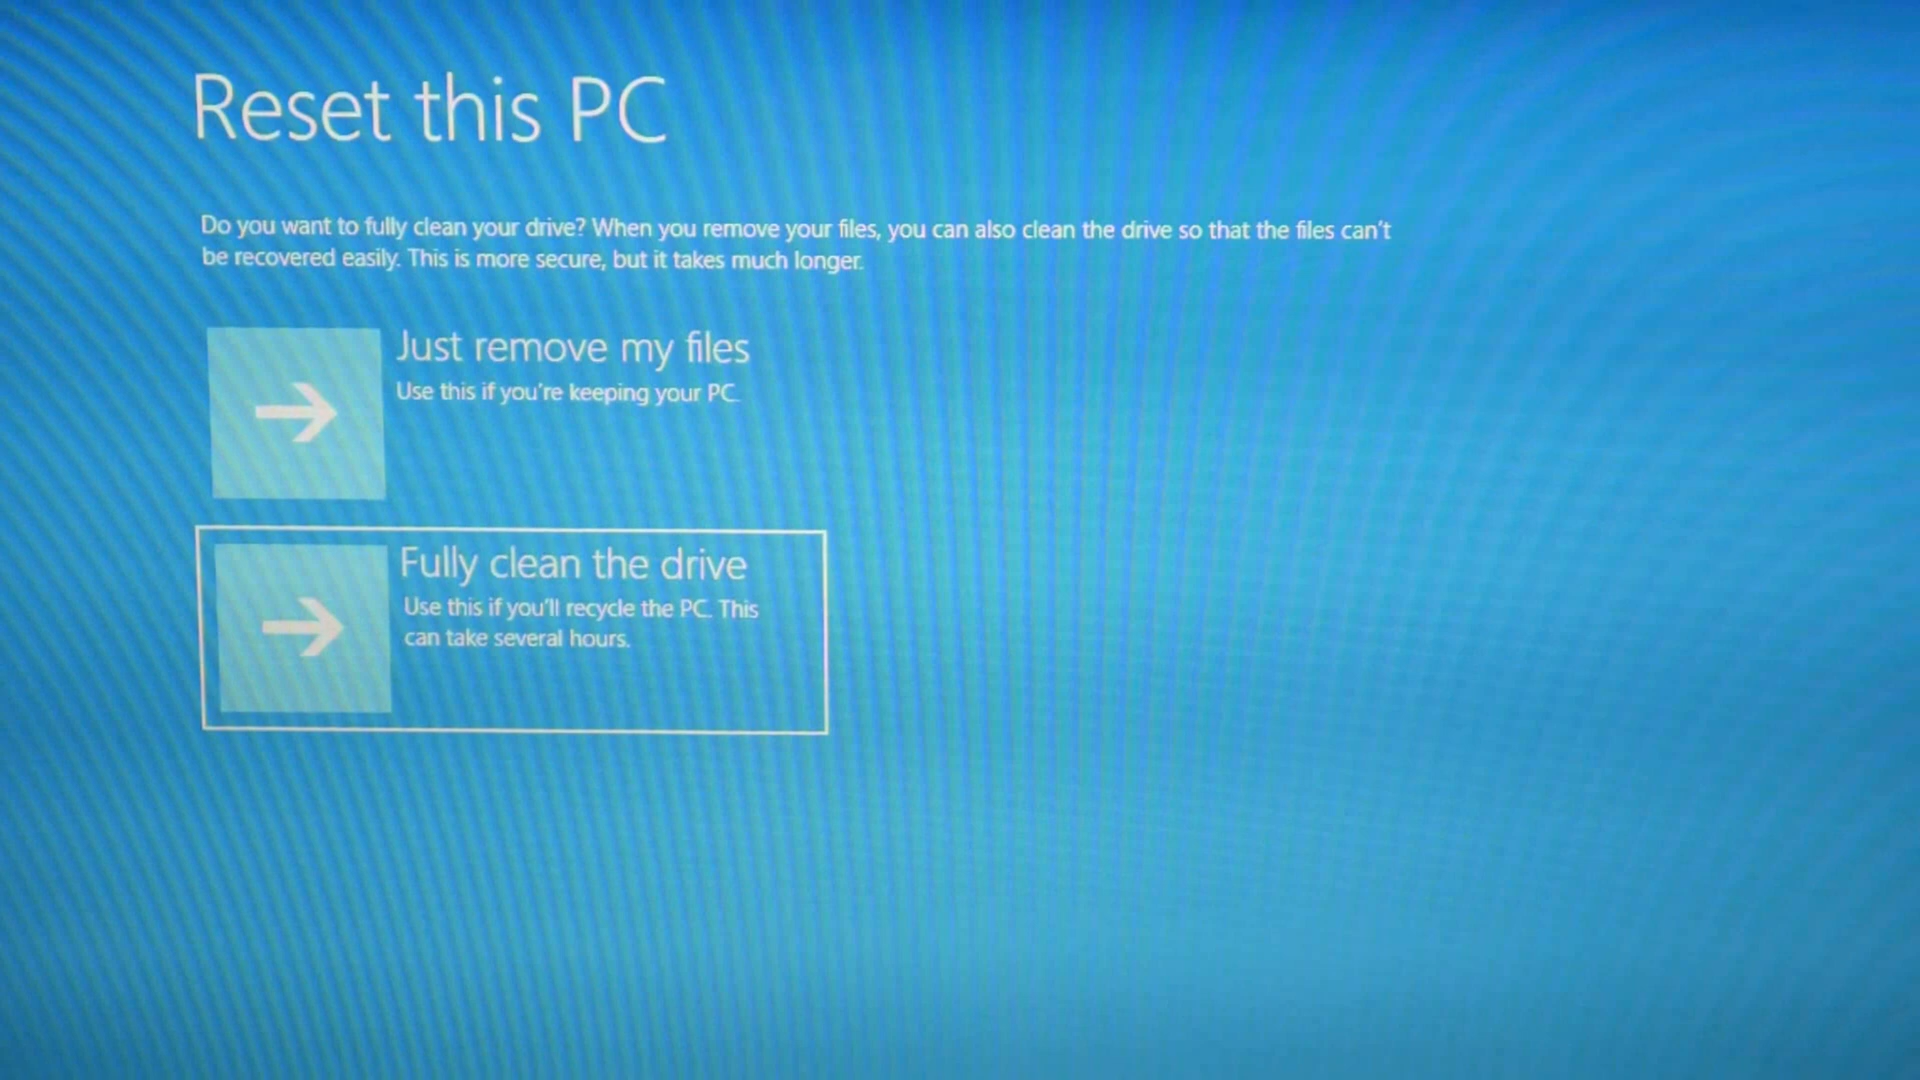 Reset this PC
Do you want to fully clean your drive? When you remove your files, you can also clean the drive so that the files can't
be recovered easily. This is more secure, but it takes much longer.
Just remove my files
Use this if you're keeping your PC.
Fully clean the drive
Use this if you'll recycle the PC. This
can take several hours.